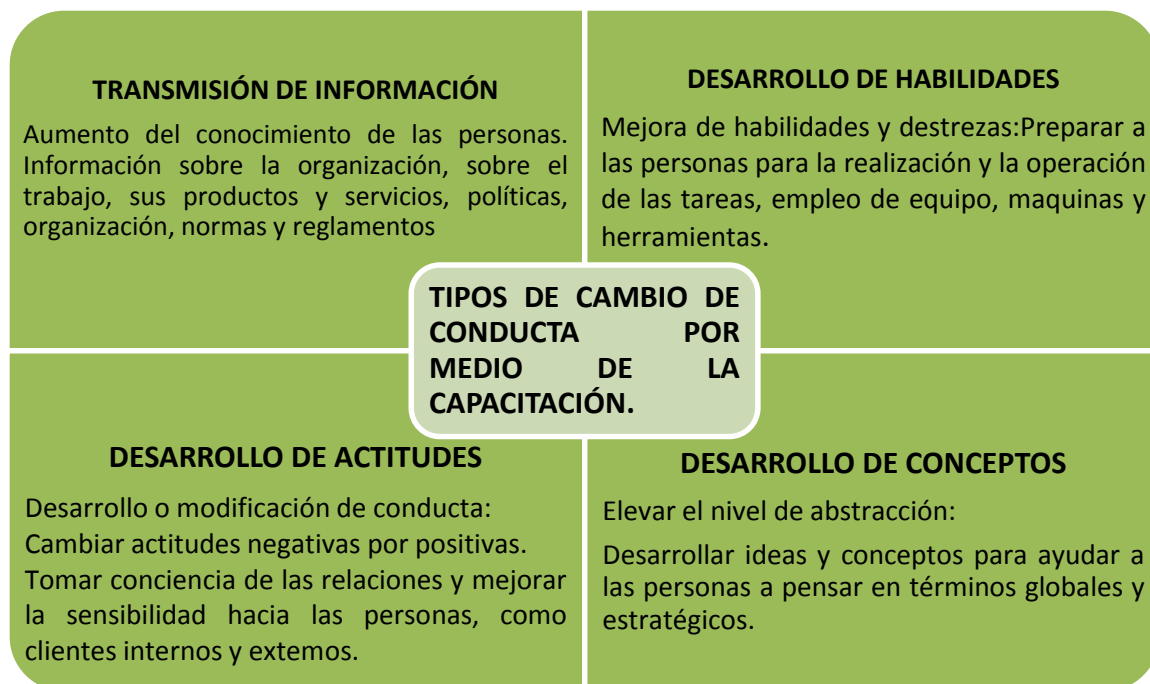 TRANSMISIÓN DE INFORMACIÓN
Aumento del conocimiento de las personas.
Información sobre la organización, sobre el
trabajo, sus productos y servicios, políticas,
organización, normas y reglamentos
DESARROLLO DE HABILIDADES
Mejora de habilidades y destrezas:Preparar a
las personas para la realización y la operación
de las tareas, empleo de equipo, maquinas y
herramientas.
TIPOS DE CAMBIO DE
CONDUCTA POR
MEDIO DE LA
CAPACITACIÓN.
DESARROLLO DE ACTITUDES
Desarrollo o modificación de conducta:
Cambiar actitudes negativas por positivas.
Tomar conciencia de las relaciones y mejorar
la sensibilidad hacia las personas, como
clientes internos y extemos.
DESARROLLO DE CONCEPTOS
Elevar el nivel de abstracción:
Desarrollar ideas y conceptos para ayudar a
las personas a pensar en términos globales y
estratégicos.